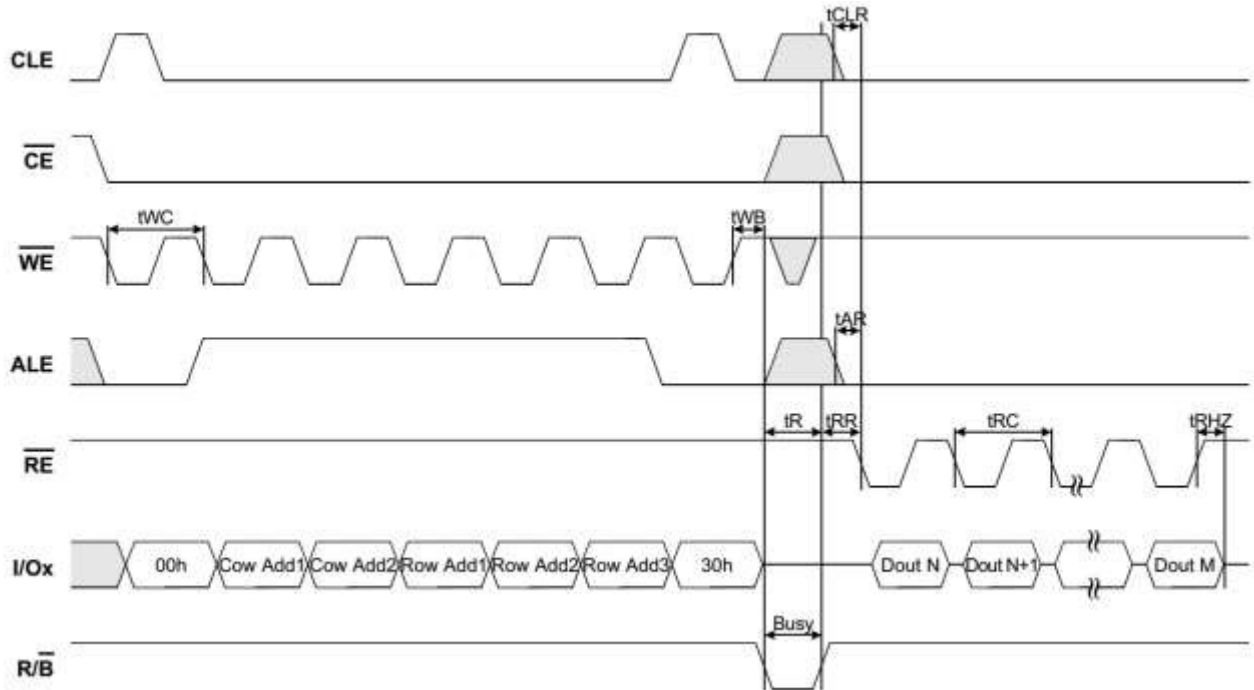 tCLR
CLE
CE
tWC
tWB
WE
tAR
ALE
tR
tRR
tRC
tRHZ
RE
I/Ox
00h
Cow Add1
Cow Add2
Row Add1
Row Add2
Row Add3
30h
Dout N
Dout N+1
Dout M
Busy
R/B